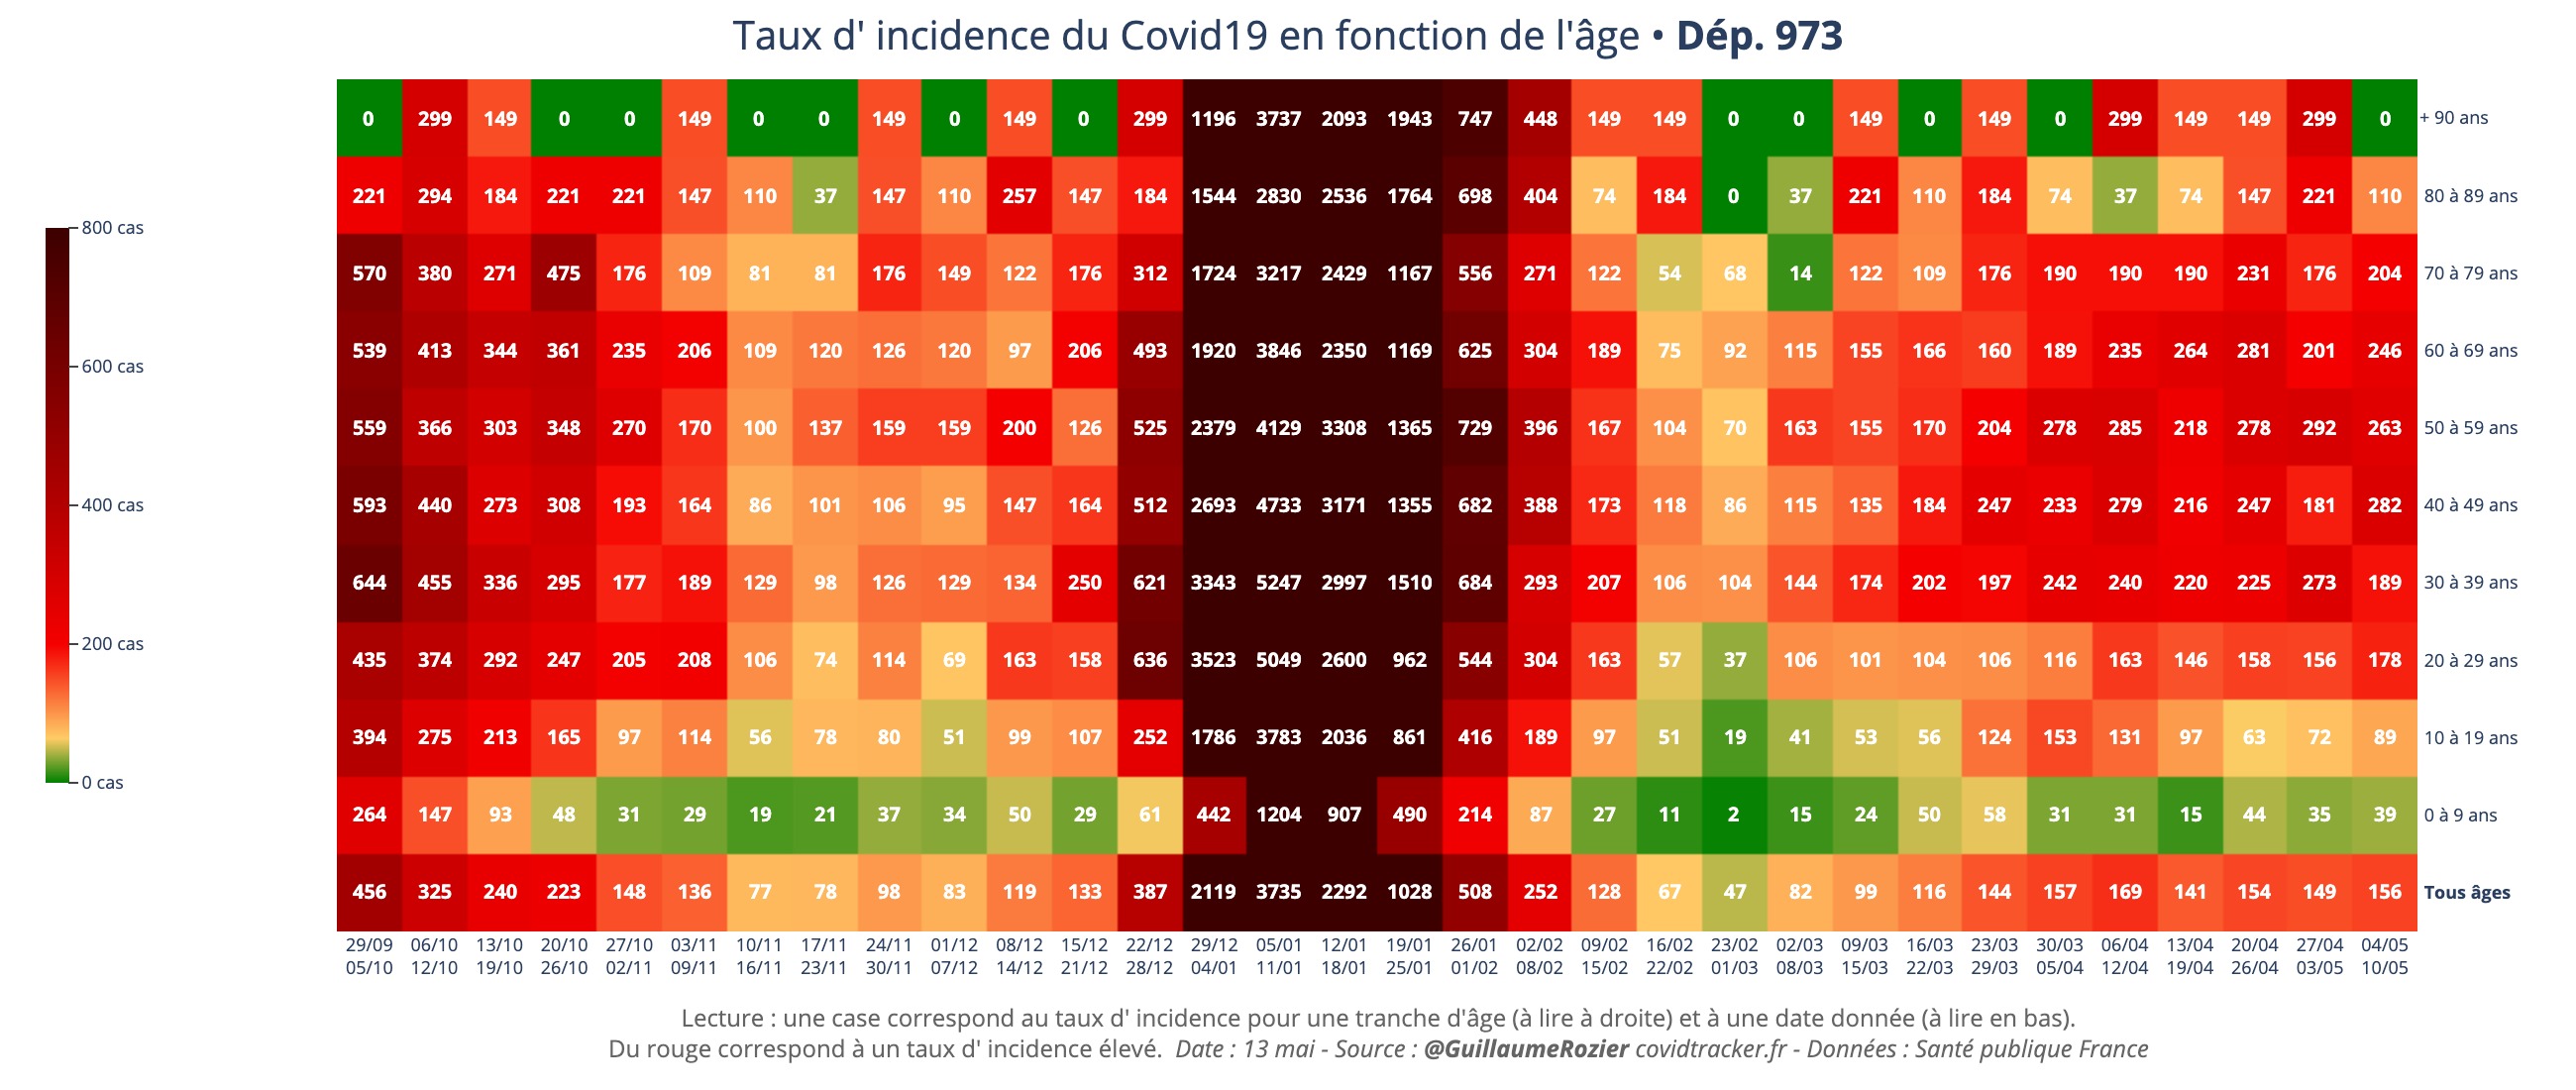 Taux d' incidence du Covid19 en fonction de l'âge • Dép. 973
800 cas
600 cas
400 cas
200 cas
0 cas
0 299 149 0 0 149 0 0 149 0 149 0 299 1196 3737 2093 1943 747 448 149 149 0 0 149 0 149 0 299 149 149 299 0 + 90 ans
221 294 184 221 221 147 110 37 147 110 257 147 184 1544 2830 2536 1764 698 404 74 184 0 37 221 110 184 74 37 74 147 221 110 80 à 89 ans
570 380 271 475 176 109 81 81 176 149 122 176 312 1724 3217 2429 1167 556 271 122 54 68 14 122 109 176 190 190 190 231 176 204 70 à 79 ans
539 413 344 361 235 206 109 120 126 120 97 206 493 1920 3846 2350 1169 625 304 189 75 92 115 155 166 160 189 235 264 281 201 246 60 à 69 ans
559 366 303 348 270 170 100 137 159 159 200 126 525 2379 4129 3308 1365 729 396 167 104 70 163 155 170 204 278 285 218 278 292 263 50 à 59 ans
593 440 273 308 193 164 86 101 106 95 147 164 512 2693 4733 3171 1355 682 388 173 118 86 115 135 184 247 233 279 216 247 181 282 40 à 49 ans
644 455 336 295 177 189 129 98 126 129 134 250 621 3343 5247 2997 1510 684 293 207 106 104 144 174 202 197 242 240 220 225 273 189 30 à 39 ans
435 374 292 247 205 208 106 74 114 69 163 158 636 3523 5049 2600 962 544 304 163 57 37 106 101 104 106 116 163 146 158 156 178 20 à 29 ans
394 275 213 165 97 114 56 78 80 51 99 107 252 1786 3783 2036 861 416 189 97 51 19 41 53 56 124 153 131 97 63 72 89 10 à 19 ans
264 147 93 48 31 29 19 21 37 34 50 29 61 442 1204 907 490 214 87 27 11 2 15 24 50 58 31 31 15 44 35 39 0 à 9 ans
456 325 240 223 148 136 77 78 98 83 119 133 387 2119 3735 2292 1028 508 252 128 67 47 82 99 116 144 157 169 141 154 149 156 Tous âges
29/09 06/10 13/10 20/10 27/10 03/11 10/11 17/11 24/11 01/12 08/12 15/12 22/12 29/12 05/01 12/01 19/01 26/01 02/02 09/02 16/02 23/02 02/03 09/03 16/03 23/03 30/03 06/04 13/04 20/04 27/04 04/05
05/10 12/10 19/10 26/10 02/11 09/11 16/11 23/11 30/11 07/12 14/12 21/12 28/12 04/01 11/01 18/01 25/01 01/02 08/02 15/02 22/02 01/03 08/03 15/03 22/03 29/03 05/04 12/04 19/04 26/04 03/05 10/05
Lecture : une case correspond au taux d' incidence pour une tranche d'âge (à lire à droite) et à une date donnée (à lire en bas).
Du rouge correspond à un taux d' incidence élevé. Date : 13 mai - Source : @GuillaumeRozier covidtracker.fr - Données : Santé publique France